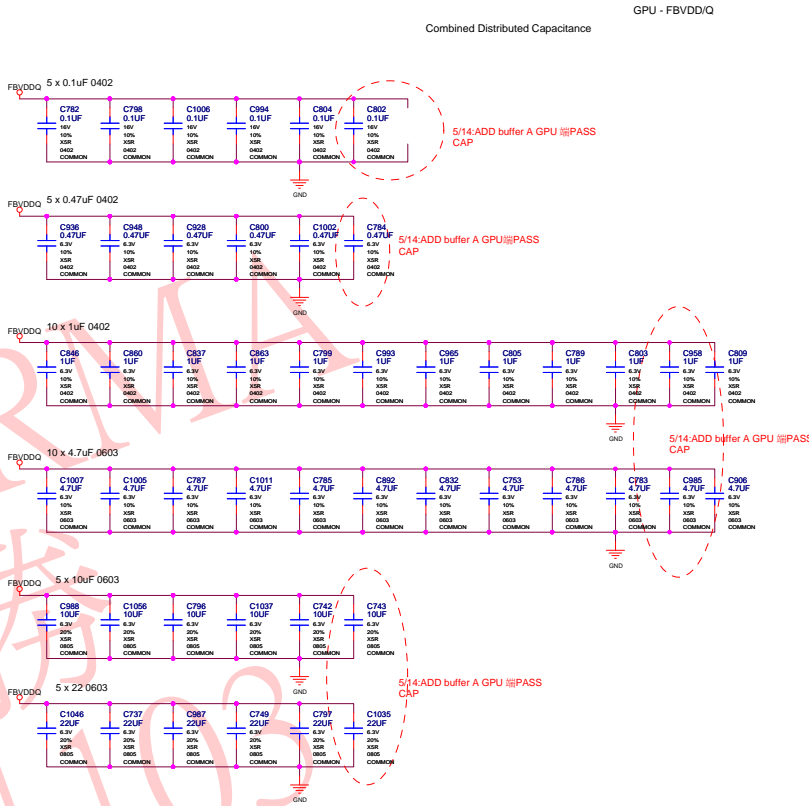 GPU - FBVDD/Q
Combined Distributed Capacitance
FBVDDQ 5 x 0.1uF 0402
C782 C798 C1006 C994 C804 C802
0.1UF 0.1UF 0.1UF 0.1UF 0.1UF 0.1UF
16V 16V 16V 16V 16V 16V
10% 10% 10% 10% 10% 10%
X5R X5R X5R X5R X5R X5R
0402 0402 0402 0402 0402 0402
COMMON COMMON COMMON COMMON COMMON COMMON
5/14:ADD buffer A GPU 端PASS
CAP
GND
FBVDDQ 5 x 0.47uF 0402
C936 C948 C928 C800 C1002 C784
0.47UF 0.47UF 0.47UF 0.47UF 0.47UF 0.47UF
6.3V 6.3V 6.3V 6.3V 6.3V 6.3V
10% 10% 10% 10% 10% 10%
X5R X5R X5R X5R X5R X5R
0402 0402 0402 0402 0402 0402
COMMON COMMON COMMON COMMON COMMON COMMON
5/14:ADD buffer A GPU端PASS
CAP
GND
FBVDDQ 10 x 1uF 0402
C846 C860 C837 C863 C799 C993 C965 C805 C789 C803 C958 C809
1UF 1UF 1UF 1UF 1UF 1UF 1UF 1UF 1UF 1UF 1UF 1UF
6.3V 6.3V 6.3V 6.3V 6.3V 6.3V 6.3V 6.3V 6.3V 6.3V 6.3V 6.3V
10% 10% 10% 10% 10% 10% 10% 10% 10% 10% 10% 10%
X5R X5R X5R X5R X5R X5R X5R X5R X5R X5R X5R X5R
0402 0402 0402 0402 0402 0402 0402 0402 0402 0402 0402 0402
COMMON COMMON COMMON COMMON COMMON COMMON COMMON COMMON COMMON COMMON COMMON COMMON
GND
5/14:ADD buffer A GPU 端PASS
CAP
FBVDDQ 10 x 4.7uF 0603
C1007 C1005 C787 C1011 C785 C892 C832 C753 C786 C783 C985 C906
4.7UF 4.7UF 4.7UF 4.7UF 4.7UF 4.7UF 4.7UF 4.7UF 4.7UF 4.7UF 4.7UF 4.7UF
6.3V 6.3V 6.3V 6.3V 6.3V 6.3V 6.3V 6.3V 6.3V 6.3V 6.3V 6.3V
10% 10% 10% 10% 10% 10% 10% 10% 10% 10% 10% 10%
X5R X5R X5R X5R X5R X5R X5R X5R X5R X5R X5R X5R
0603 0603 0603 0603 0603 0603 0603 0603 0603 0603 0603 0603
COMMON COMMON COMMON COMMON COMMON COMMON COMMON COMMON COMMON COMMON COMMON COMMON
GND
FBVDDQ 5 x 10uF 0603
C988 C1056 C796 C1037 C742 C743
10UF 10UF 10UF 10UF 10UF 10UF
6.3V 6.3V 6.3V 6.3V 6.3V 6.3V
20% 20% 20% 20% 20% 20%
X5R X5R X5R X5R X5R X5R
0805 0805 0805 0805 0805 0805
COMMON COMMON COMMON COMMON COMMON COMMON
GND
5/14:ADD buffer A GPU 端PASS
CAP
FBVDDQ 5 x 22 0603
C1046 C737 C987 C749 C797 C1035
22UF 22UF 22UF 22UF 22UF 22UF
6.3V 6.3V 6.3V 6.3V 6.3V 6.3V
20% 20% 20% 20% 20% 20%
X5R X5R X5R X5R X5R X5R
0805 0805 0805 0805 0805 0805
COMMON COMMON COMMON COMMON COMMON COMMON
GND
RMA
券
1103